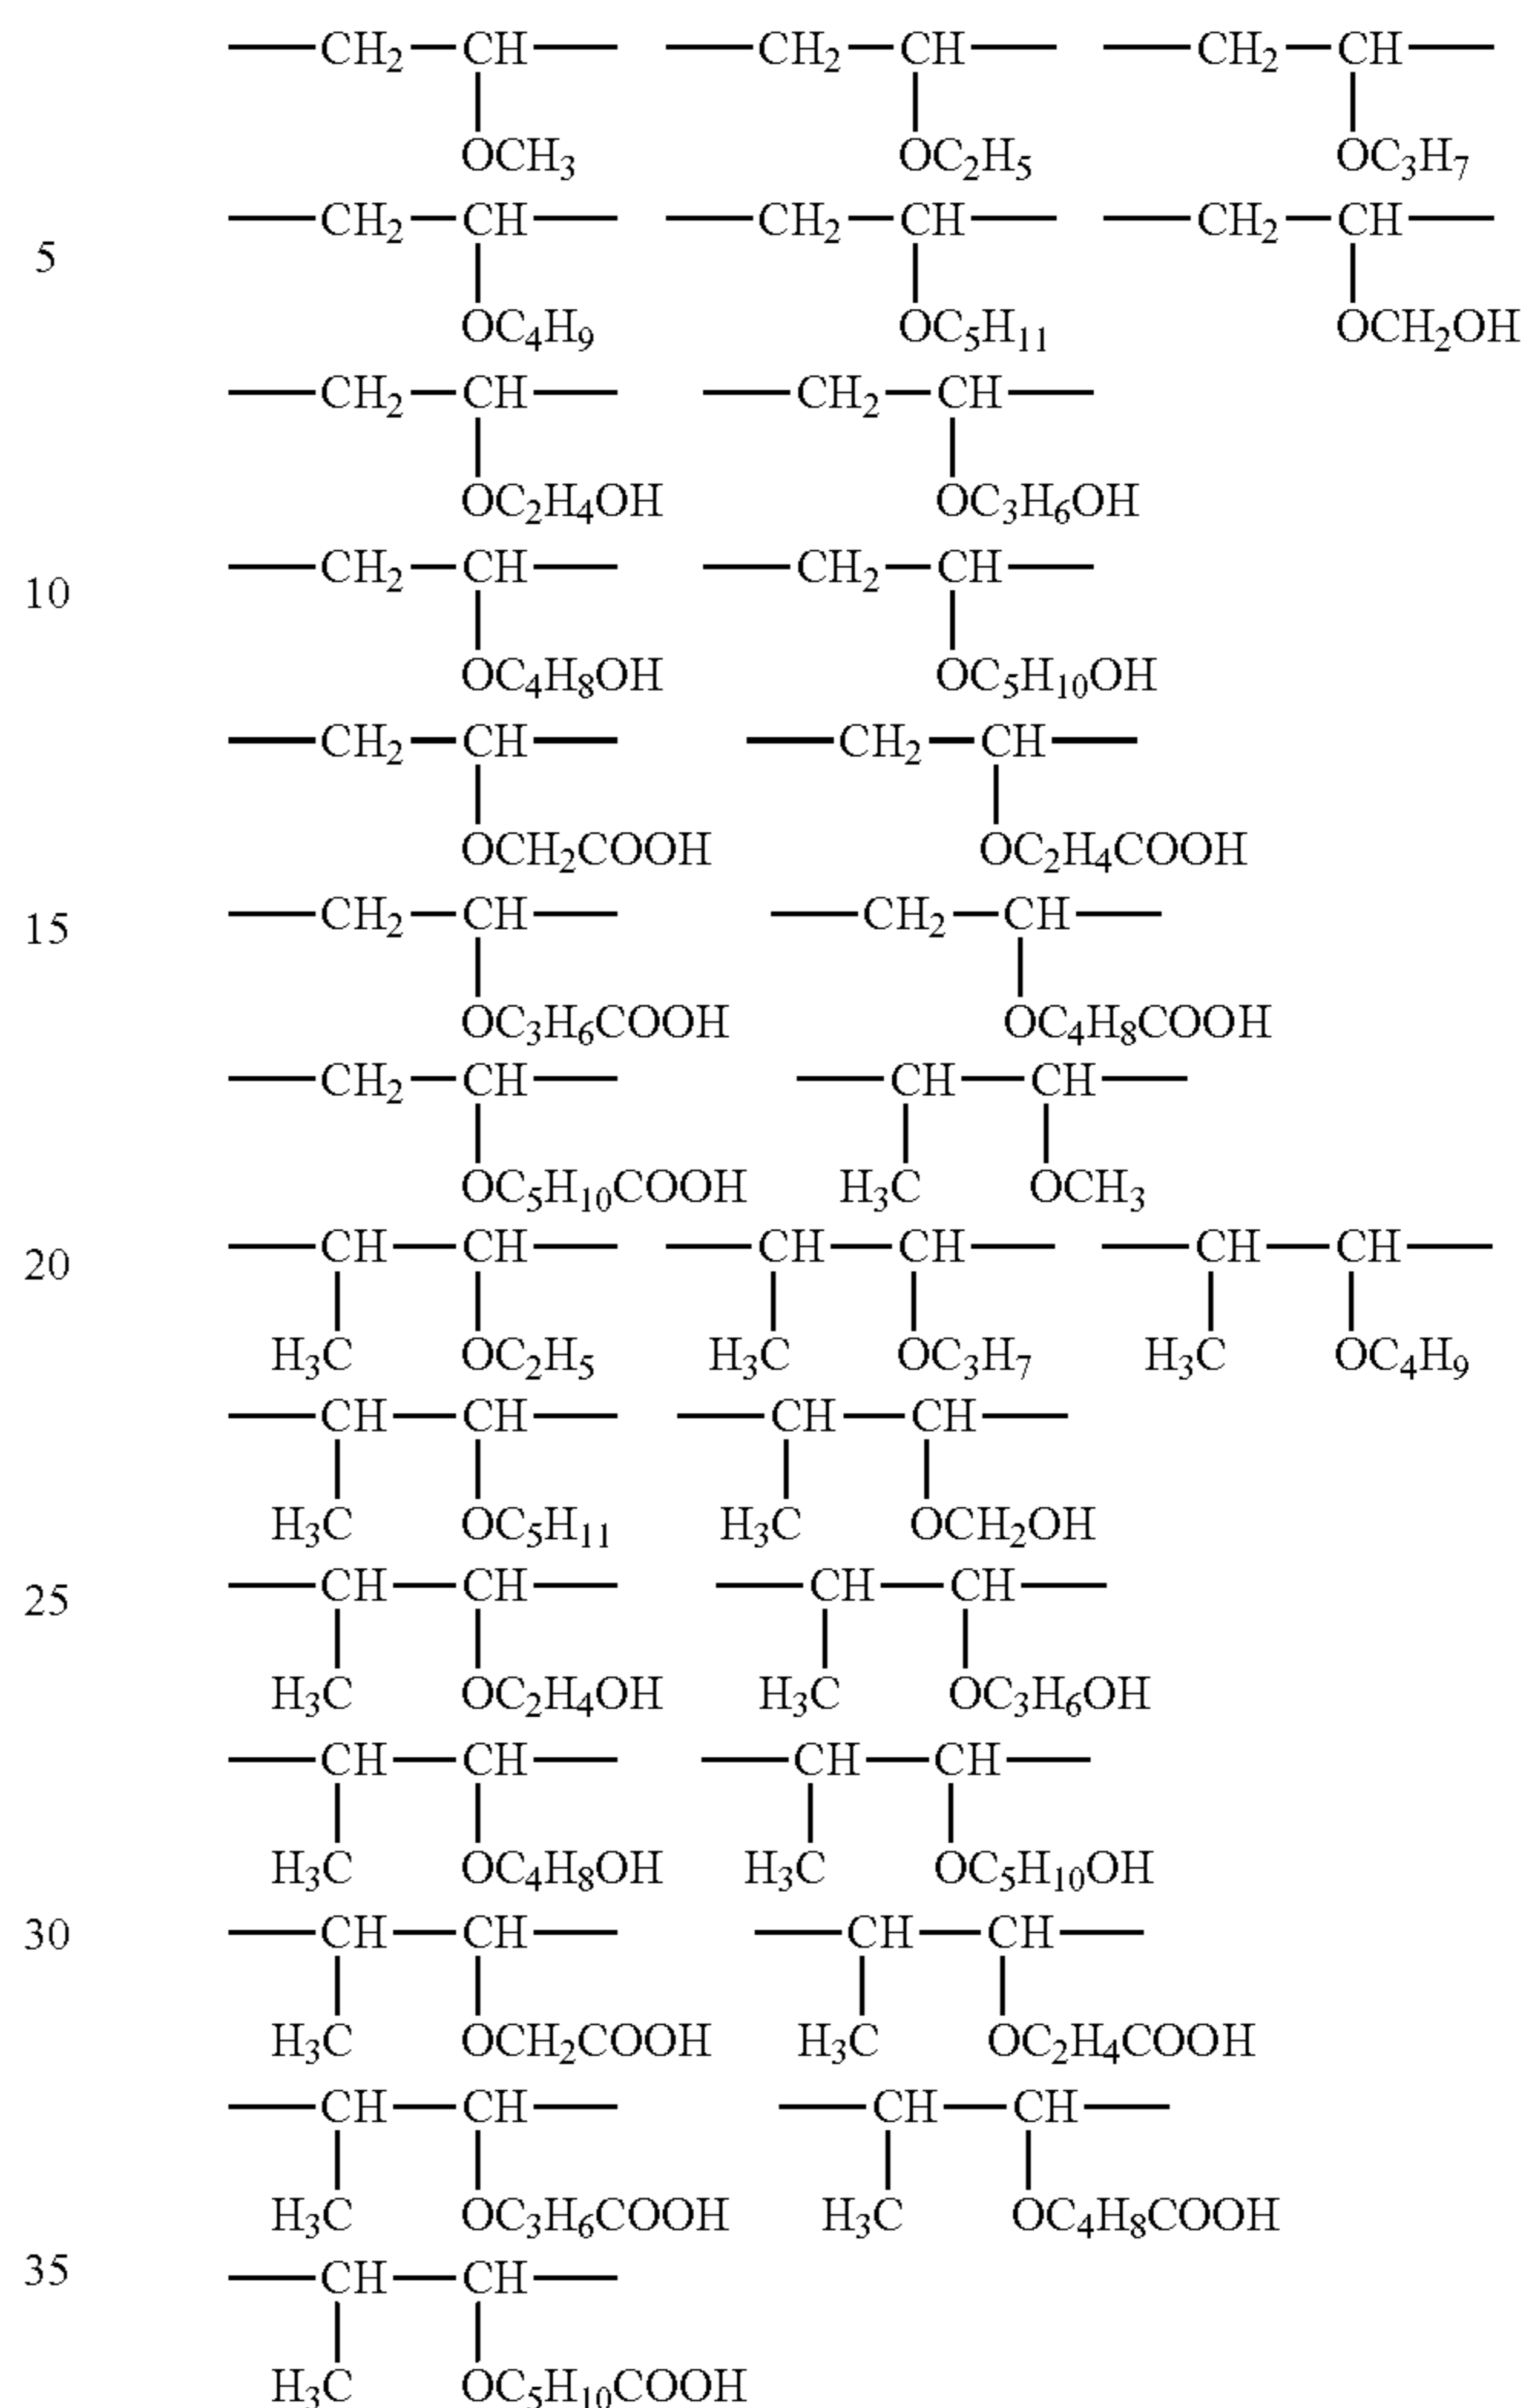 —CH₂—CH— —CH₂—CH— —CH₂—CH—
OCH₃ OC₂H₅ OC₃H₇
—CH₂—CH— —CH₂—CH— —CH₂—CH—
5
OC₄H₉ OC₅H₁₁ OCH₂OH
—CH₂—CH— —CH₂—CH—
OC₂H₄OH OC₃H₆OH
—CH₂—CH— —CH₂—CH—
10
OC₄H₈OH OC₅H₁₀OH
—CH₂—CH— —CH₂—CH—
OCH₂COOH OC₂H₄COOH
—CH₂—CH— —CH₂—CH—
15
OC₃H₆COOH OC₄H₈COOH
—CH₂—CH— —CH—CH—
OC₅H₁₀COOH H₃C OCH₃
—CH—CH— —CH—CH— —CH—CH—
20
H₃C OC₂H₅ H₃C OC₃H₇ H₃C OC₄H₉
—CH—CH— —CH—CH—
H₃C OC₅H₁₁ H₃C OCH₂OH
—CH—CH— —CH—CH—
25
H₃C OC₂H₄OH H₃C OC₃H₆OH
—CH—CH— —CH—CH—
H₃C OC₄H₈OH H₃C OC₅H₁₀OH
30 —CH—CH— —CH—CH—
H₃C OCH₂COOH H₃C OC₂H₄COOH
—CH—CH— —CH—CH—
H₃C OC₃H₆COOH H₃C OC₄H₈COOH
35 —CH—CH—
H₃C OC₅H₁₀COOH